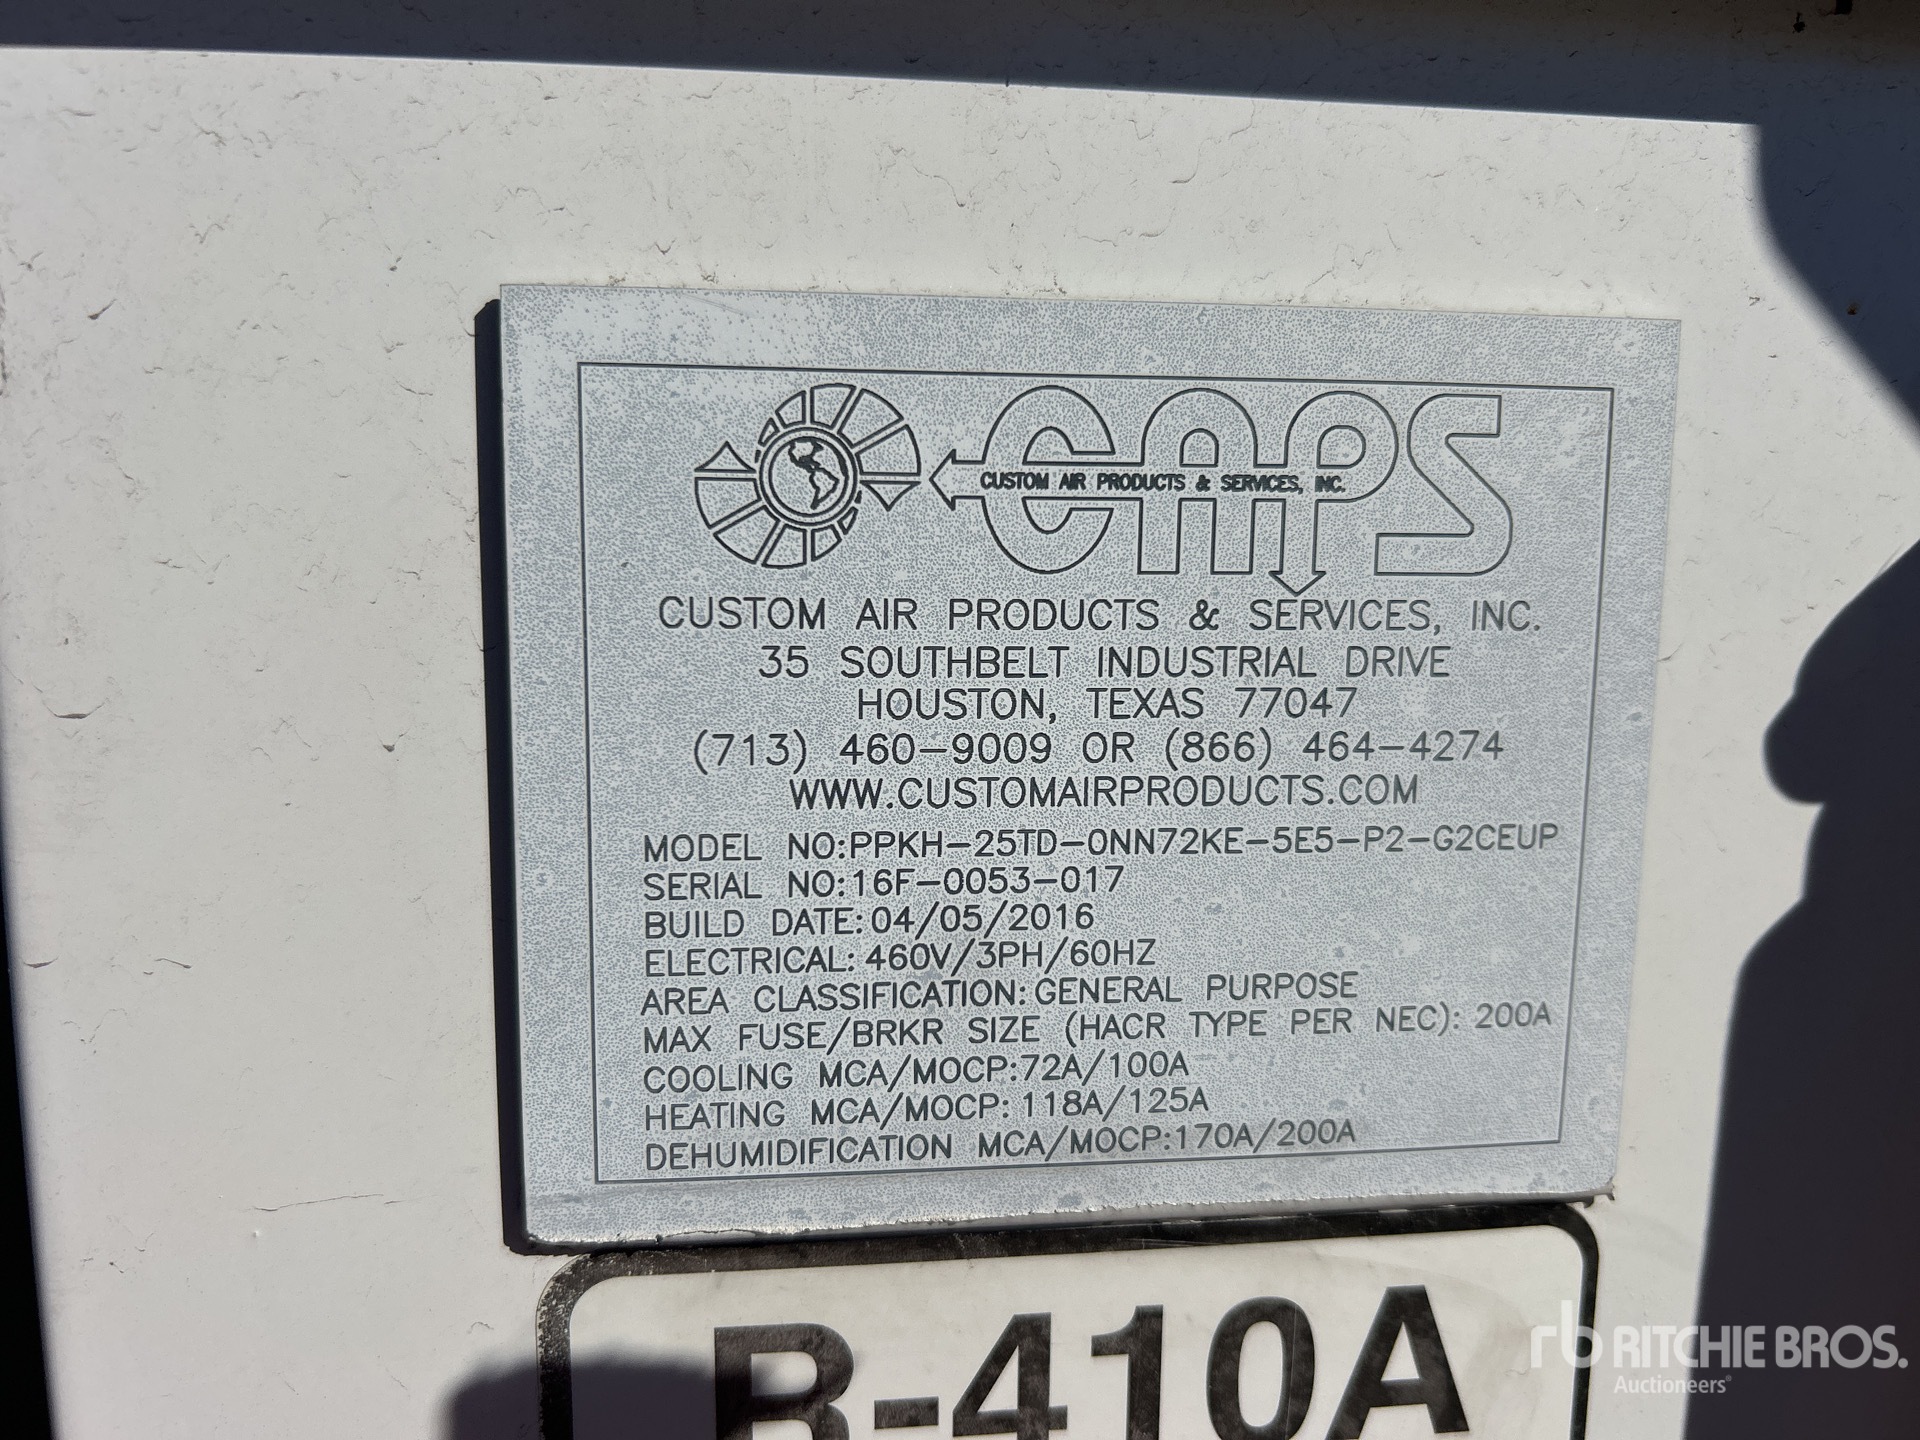 CAPS
CUSTOM AIR PRODUCTS & SERVICES, INC.
CUSTOM AIR PRODUCTS & SERVICES, INC.
35 SOUTHBELT INDUSTRIAL DRIVE
HOUSTON, TEXAS 77047
(713) 460-9009 OR (866) 464-4274
WWW.CUSTOMAIRPRODUCTS.COM
MODEL NO:PPKH-25TD-0NN72KE-5E5-P2-G2CEUP
SERIAL NO:16F-0053-017
BUILD DATE:04/05/2016
ELECTRICAL: 460V/3PH/60HZ
AREA CLASSIFICATION: GENERAL PURPOSE
MAX FUSE/BRKR SIZE (HACR TYPE PER NEC): 200A
COOLING MCA/MOCP:72A/100A
HEATING MCA/MOCP: 118A/125A
DEHUMIDIFICATION MCA/MOCP:170A/200A
R-410A
rb RITCHIE BROS.
Auctioneers®